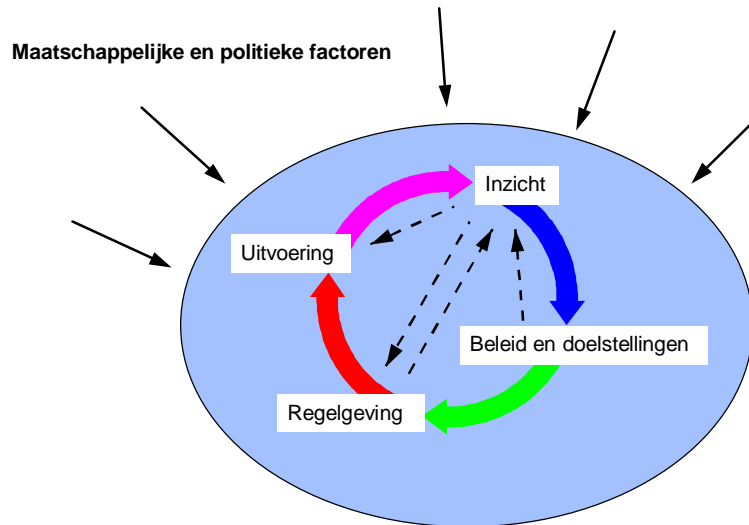 Maatschappelijke en politieke factoren
Inzicht
Uitvoering
Beleid en doelstellingen
Regelgeving